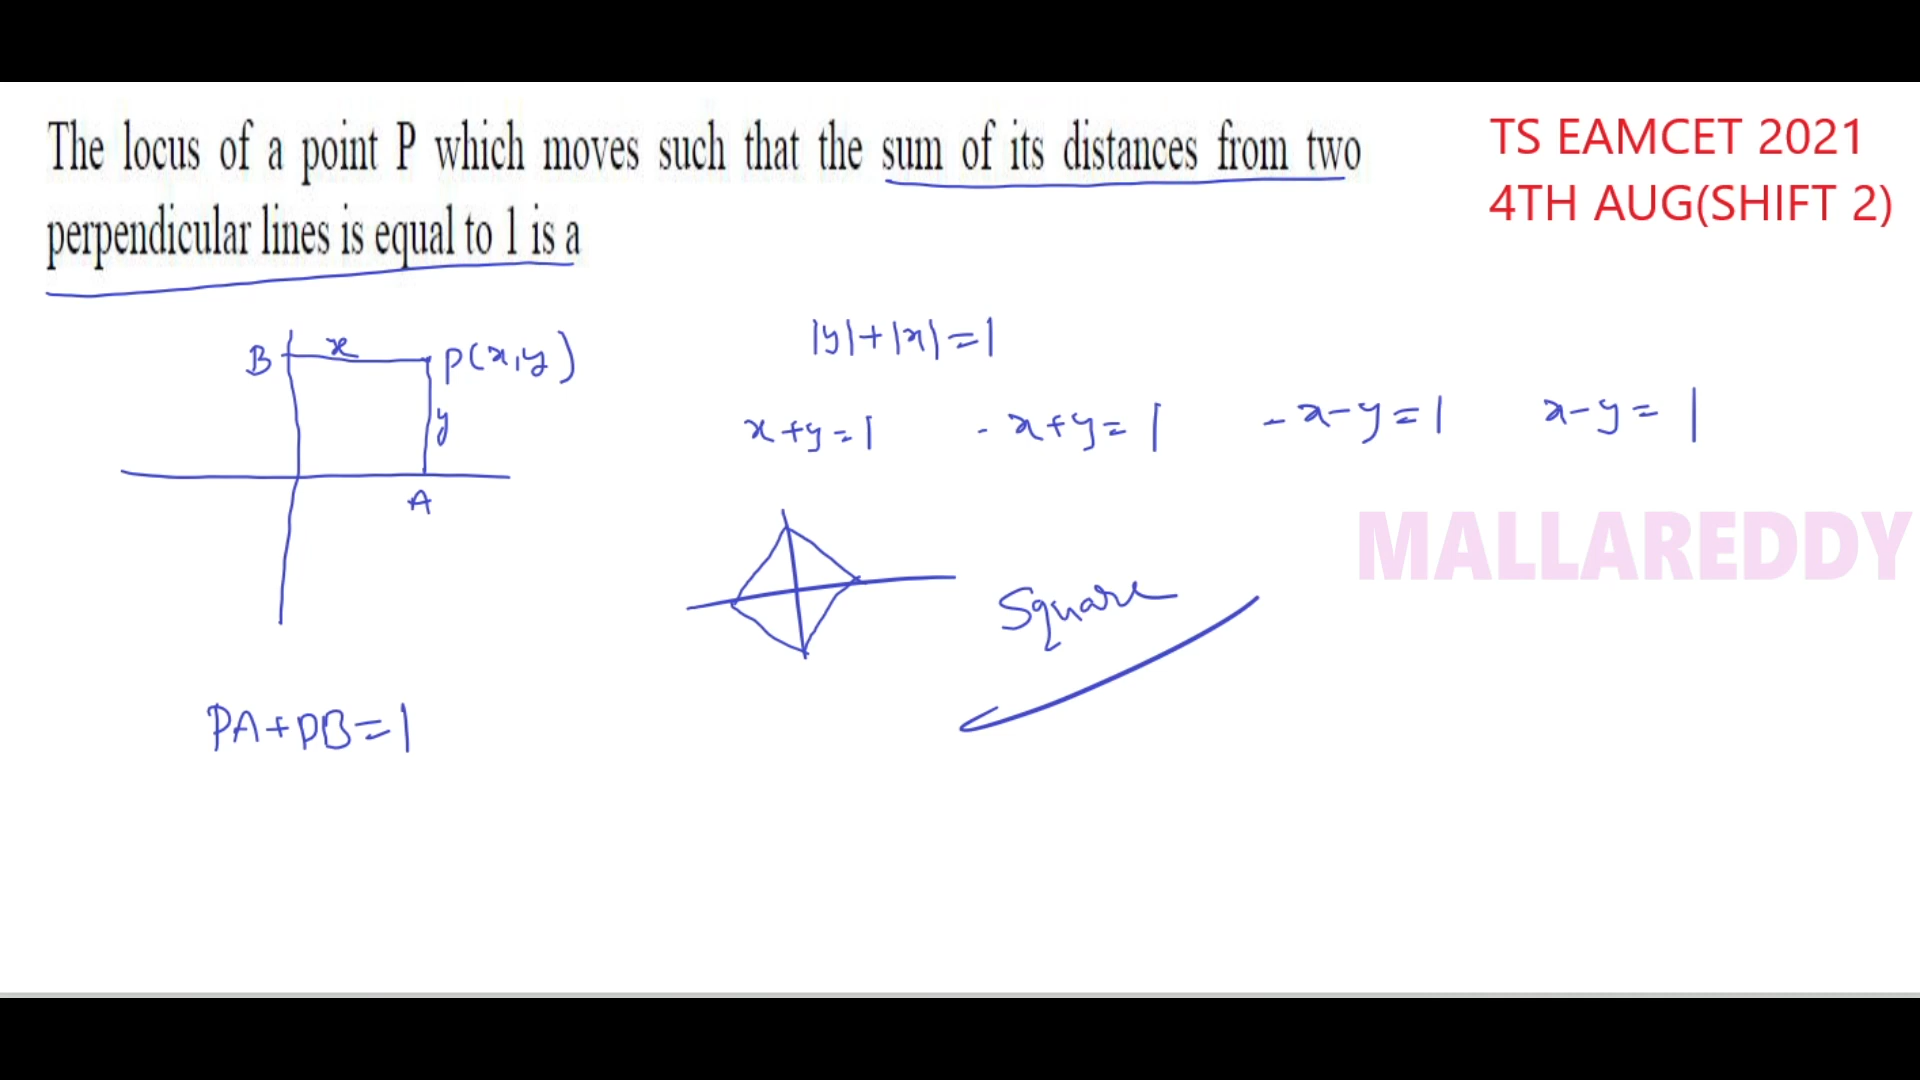 The locus of a point P which moves such that the sum of its distances from two
perpendicular lines is equal to 1 is a
TS EAMCET 2021
4TH AUG(SHIFT 2)
B x P(x,y)
y
A
PA+PB=1
|y|+|x|=1
x+y=1 -x+y=1 -x-y=1 x-y=1
Square
MALLAREDDY